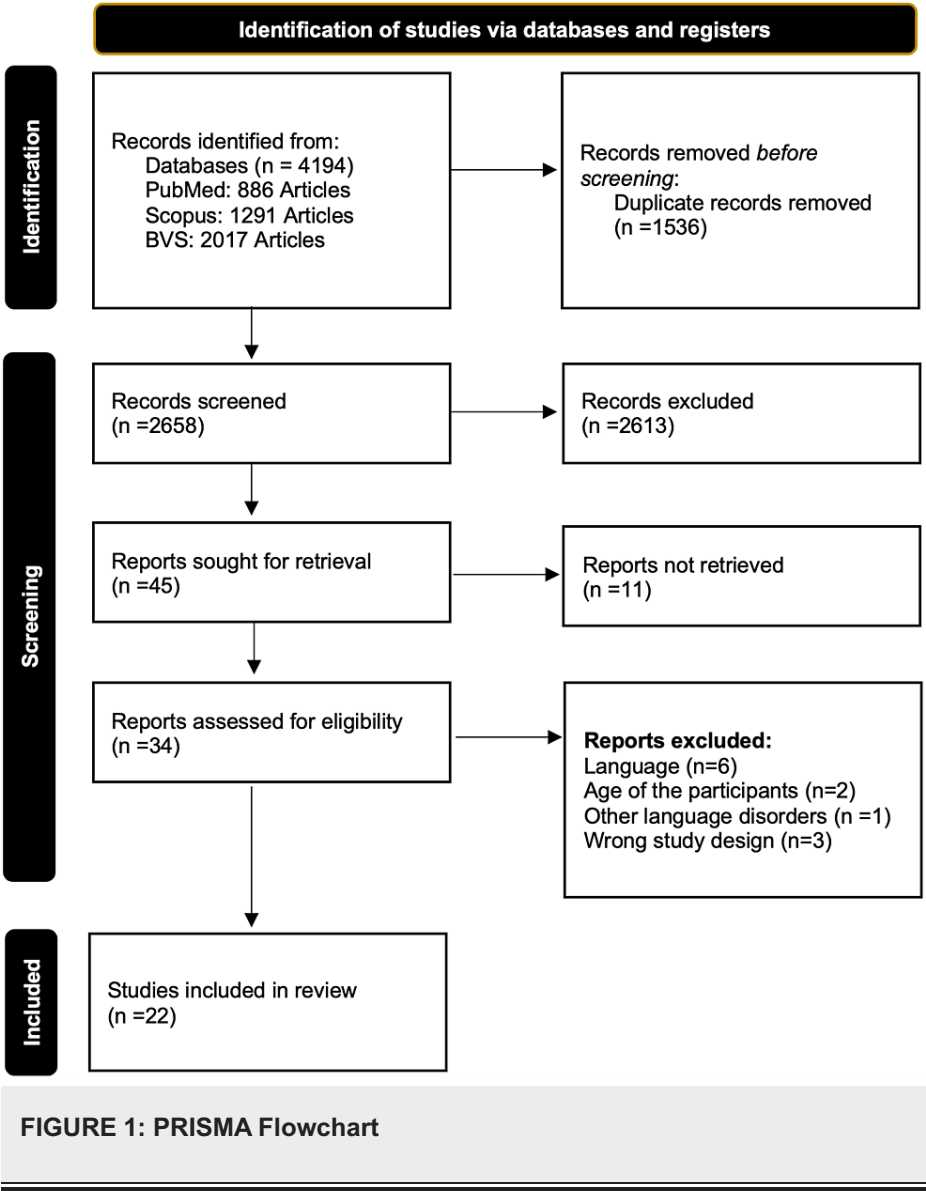 Identification of studies via databases and registers
Identification
Records identified from:
Databases (n = 4194)
PubMed: 886 Articles
Scopus: 1291 Articles
BVS: 2017 Articles
Records removed before
screening:
Duplicate records removed
(n =1536)
Screening
Records screened
(n =2658)
Records excluded
(n =2613)
Reports sought for retrieval
(n =45)
Reports not retrieved
(n =11)
Reports assessed for eligibility
(n =34)
Reports excluded:
Language (n=6)
Age of the participants (n=2)
Other language disorders (n =1)
Wrong study design (n=3)
Included
Studies included in review
(n =22)
FIGURE 1: PRISMA Flowchart